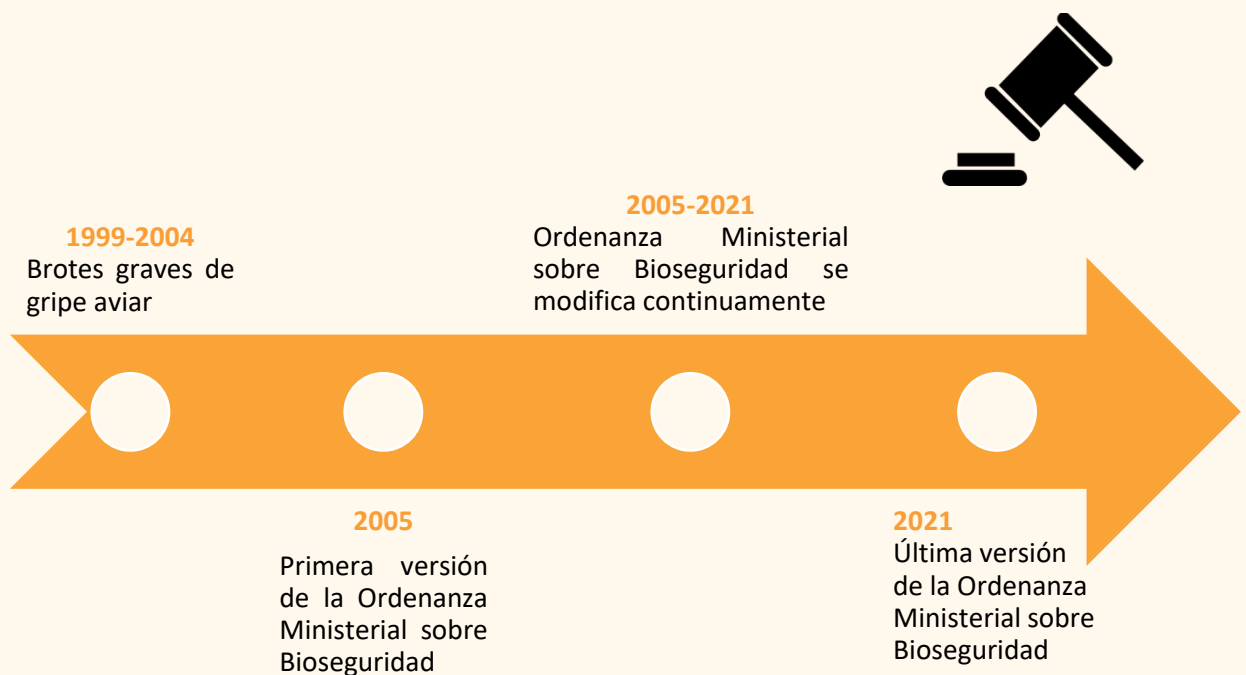 1999-2004
Brotes graves de
gripe aviar
2005
Primera versión
de la Ordenanza
Ministerial sobre
Bioseguridad
2005-2021
Ordenanza Ministerial
sobre Bioseguridad se
modifica continuamente
2021
Última versión
de la Ordenanza
Ministerial sobre
Bioseguridad